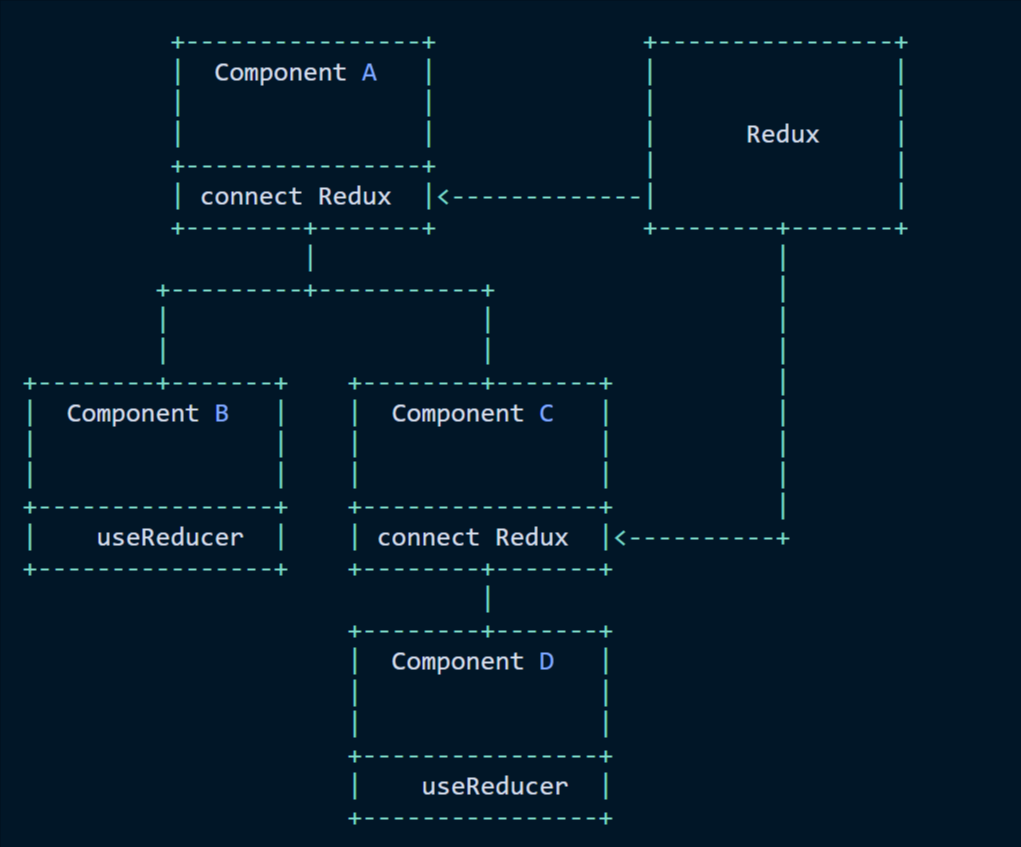 Component A
Redux
connect Redux
Component B
Component C
useReducer
connect Redux
Component D
useReducer